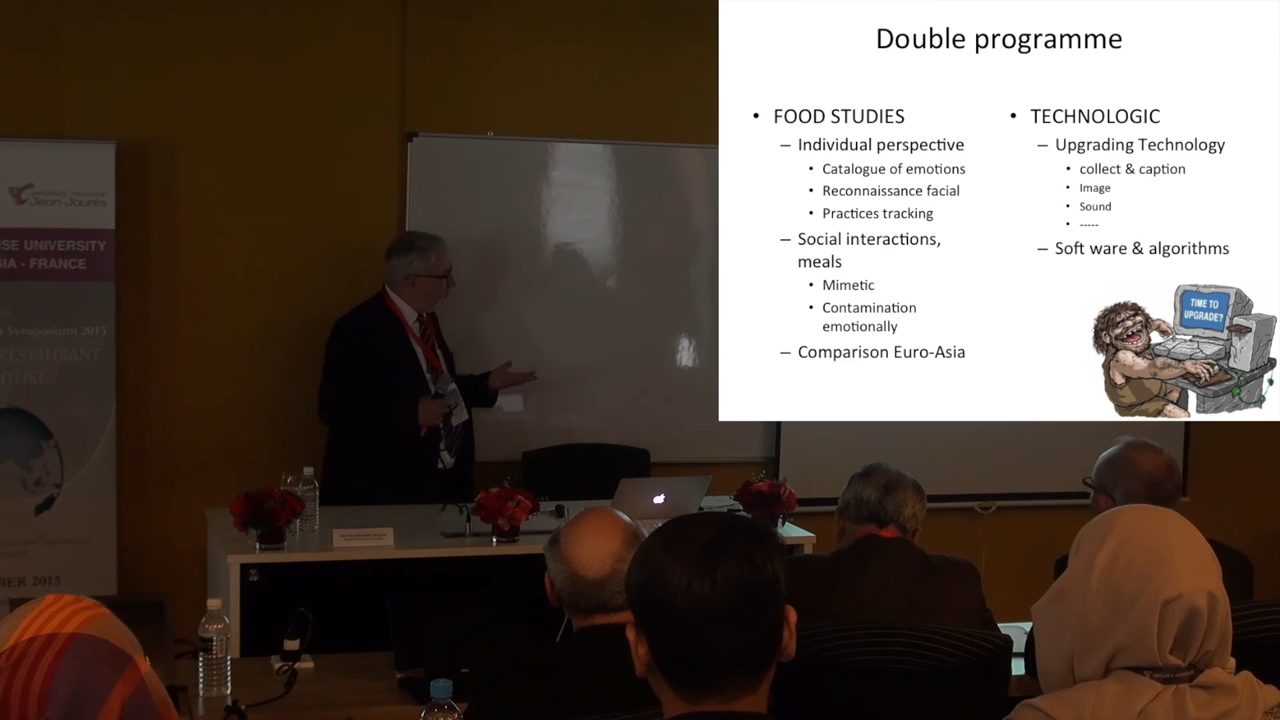 Double programme
• FOOD STUDIES
– Individual perspective
• Catalogue of emotions
• Reconnaissance facial
• Practices tracking
– Social interactions,
meals
• Mimetic
• Contamination
emotionally
– Comparison Euro-Asia
• TECHNOLOGIC
– Upgrading Technology
• collect & caption
• Image
• Sound
• -----
– Soft ware & algorithms
TIME TO
UPGRADE?
Jean Jaurès
SE UNIVERSITY
SIA - FRANCE
Symposium 2015
RESTAURANT
BER 2015